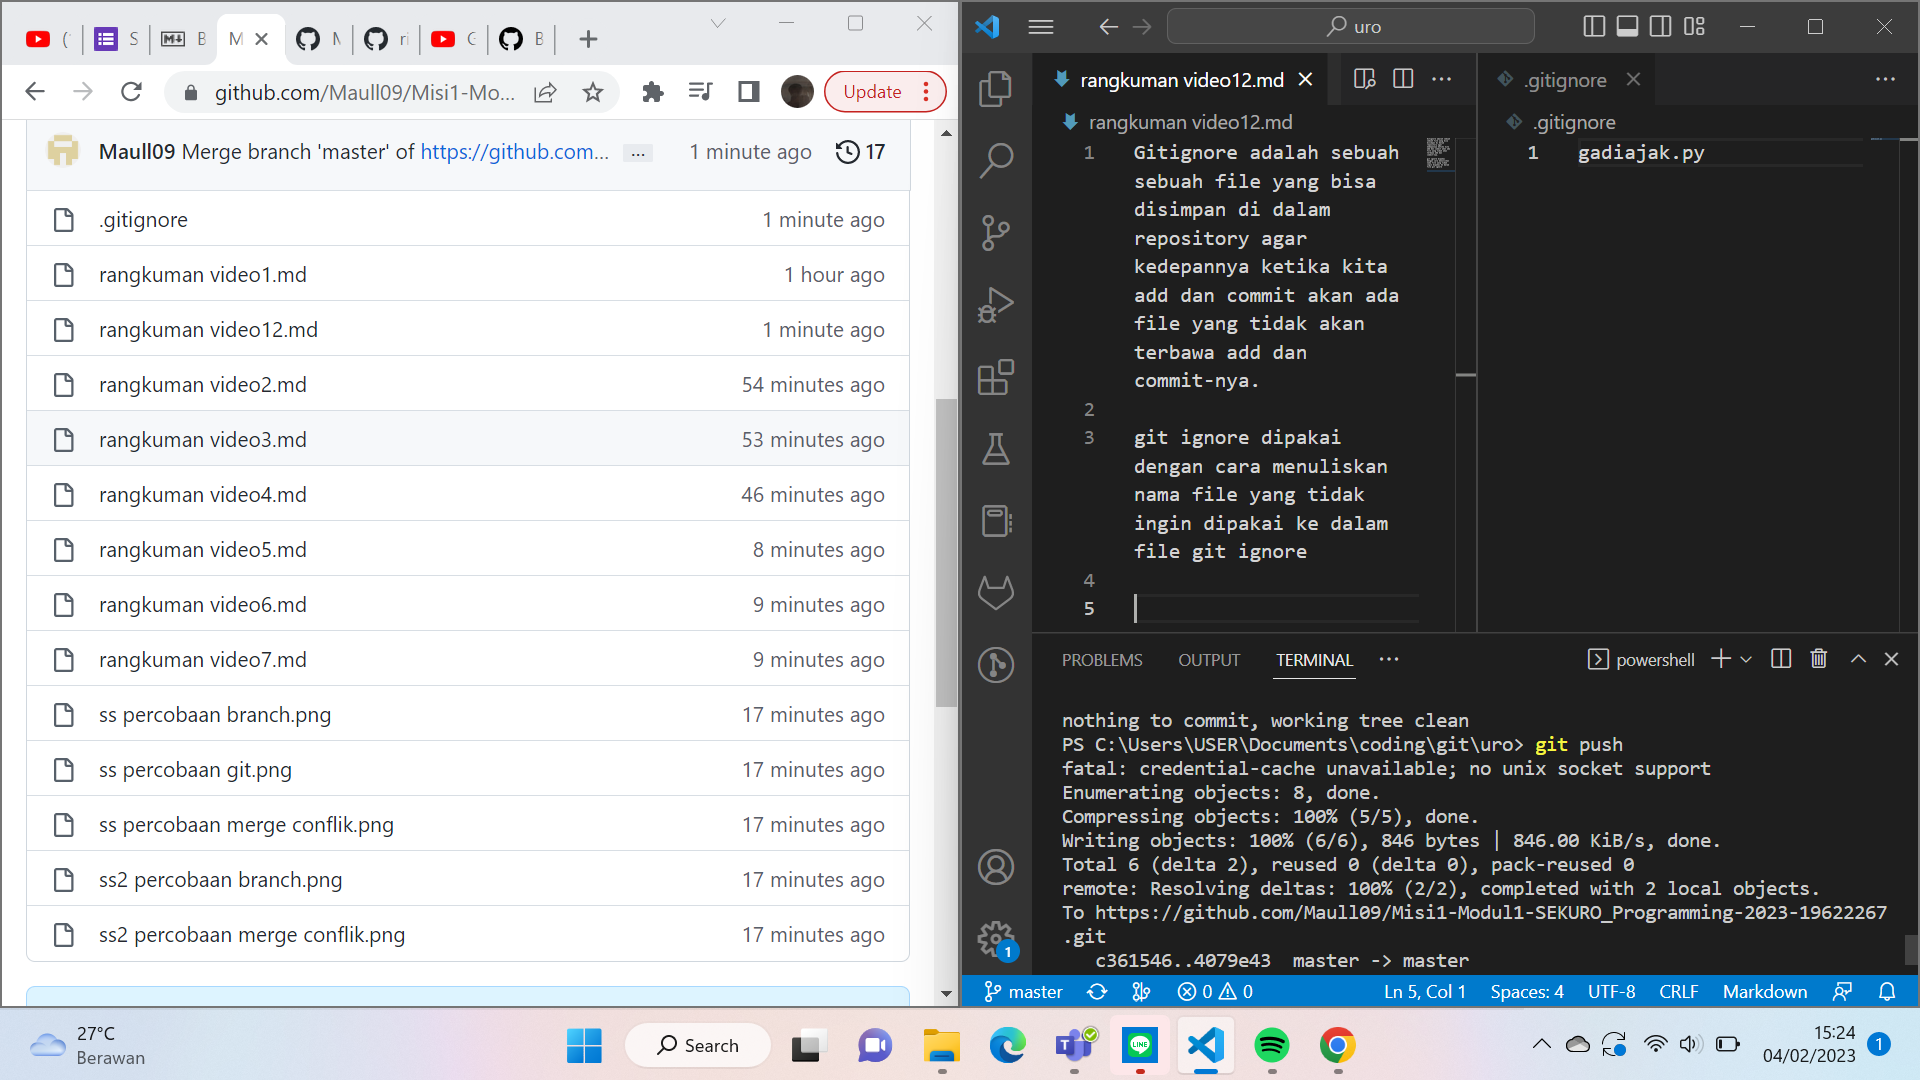 (
S
B
M
M
ri
C
B
github.com/Maull09/Misi1-Mo...
Update
Maull09 Merge branch 'master' of https://github.com... ... 1 minute ago 17
.gitignore 1 minute ago
rangkuman video1.md 1 hour ago
rangkuman video12.md 1 minute ago
rangkuman video2.md 54 minutes ago
rangkuman video3.md 53 minutes ago
rangkuman video4.md 46 minutes ago
rangkuman video5.md 8 minutes ago
rangkuman video6.md 9 minutes ago
rangkuman video7.md 9 minutes ago
ss percobaan branch.png 17 minutes ago
ss percobaan git.png 17 minutes ago
ss percobaan merge conflik.png 17 minutes ago
ss2 percobaan branch.png 17 minutes ago
ss2 percobaan merge conflik.png 17 minutes ago
uro
rangkuman video12.md
rangkuman video12.md
1 Gitignore adalah sebuah
sebuah file yang bisa
disimpan di dalam
repository agar
kedepannya ketika kita
add dan commit akan ada
file yang tidak akan
terbawa add dan
commit-nya.
2
3 git ignore dipakai
dengan cara menuliskan
nama file yang tidak
ingin dipakai ke dalam
file git ignore
4
5
.gitignore
.gitignore
1 gadiajak.py
PROBLEMS OUTPUT TERMINAL ... powershell
nothing to commit, working tree clean
PS C:\Users\USER\Documents\coding\git\uro> git push
fatal: credential-cache unavailable; no unix socket support
Enumerating objects: 8, done.
Compressing objects: 100% (5/5), done.
Writing objects: 100% (6/6), 846 bytes | 846.00 KiB/s, done.
Total 6 (delta 2), reused 0 (delta 0), pack-reused 0
remote: Resolving deltas: 100% (2/2), completed with 2 local objects.
To https://github.com/Maull09/Misi1-Modul1-SEKURO_Programming-2023-19622267
.git
c361546..4079e43 master -> master
1
master 0 0 Ln 5, Col 1 Spaces: 4 UTF-8 CRLF Markdown
27°C
Berawan
Search
LINE
15:24
04/02/2023
1